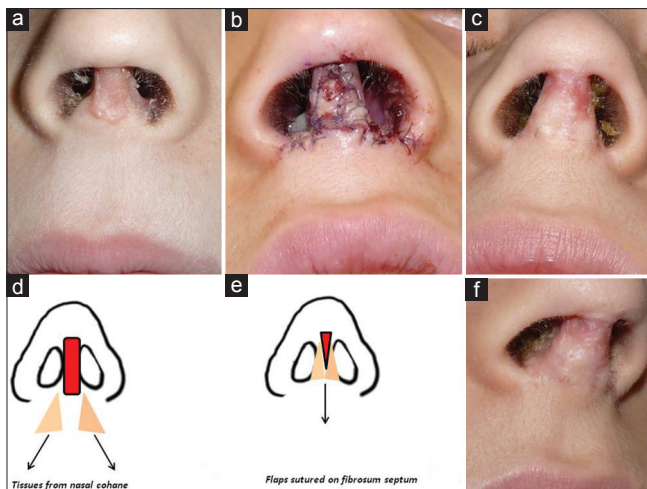 a
b
c
d
e
f
Tissues from nasal cohane
Flaps sutured on fibrosum septum